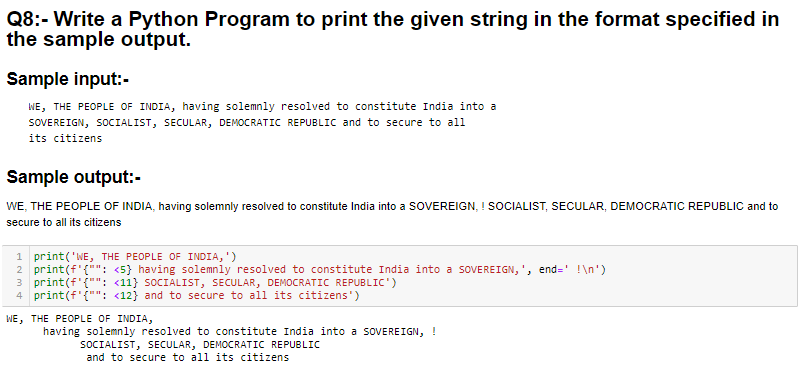 Q8:- Write a Python Program to print the given string in the format specified in
the sample output.
Sample input:-
WE, THE PEOPLE OF INDIA, having solemnly resolved to constitute India into a
SOVEREIGN, SOCIALIST, SECULAR, DEMOCRATIC REPUBLIC and to secure to all
its citizens
Sample output:-
WE, THE PEOPLE OF INDIA, having solemnly resolved to constitute India into a SOVEREIGN, ! SOCIALIST, SECULAR, DEMOCRATIC REPUBLIC and to
secure to all its citizens
1 print('WE, THE PEOPLE OF INDIA,')
2 print(f'{"": <5} having solemnly resolved to constitute India into a SOVEREIGN,', end=' !\n')
3 print(f'{"": <11} SOCIALIST, SECULAR, DEMOCRATIC REPUBLIC')
4 print(f'{"": <12} and to secure to all its citizens')
WE, THE PEOPLE OF INDIA,
      having solemnly resolved to constitute India into a SOVEREIGN, !
            SOCIALIST, SECULAR, DEMOCRATIC REPUBLIC
             and to secure to all its citizens